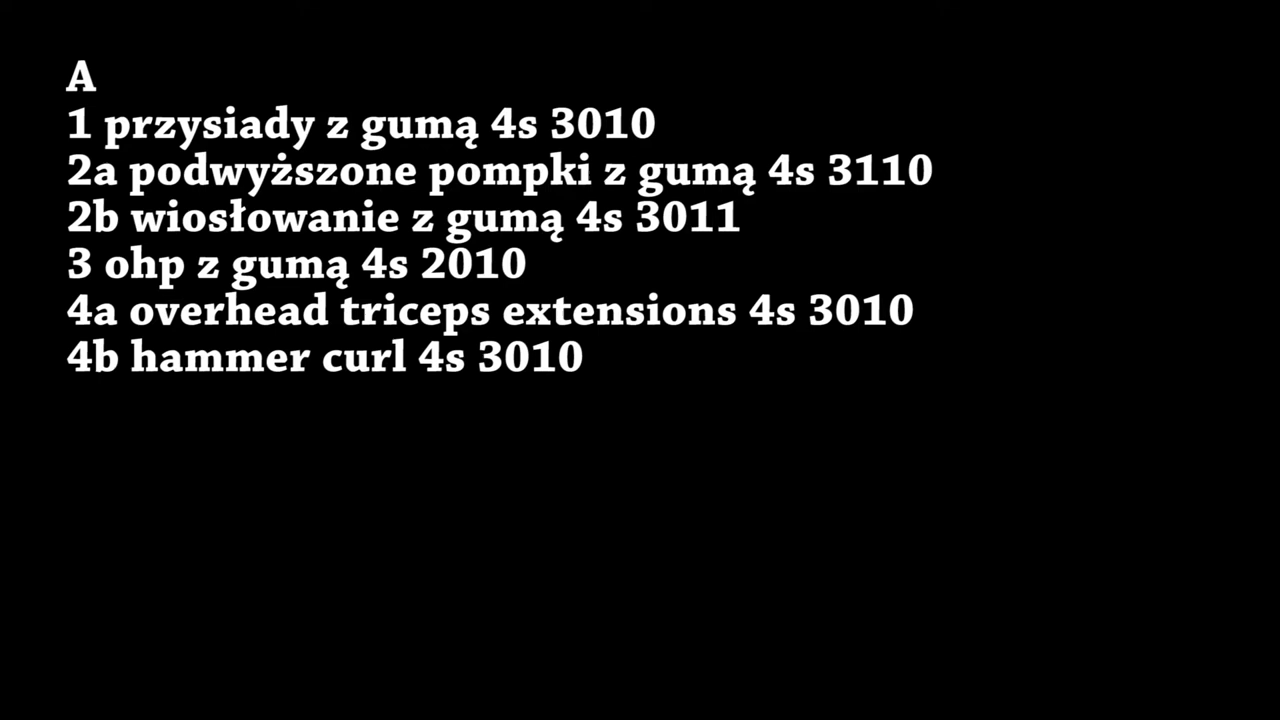 A
1 przysiady z gumą 4s 3010
2a podwyższone pompki z gumą 4s 3110
2b wiosłowanie z gumą 4s 3011
3 ohp z gumą 4s 2010
4a overhead triceps extensions 4s 3010
4b hammer curl 4s 3010